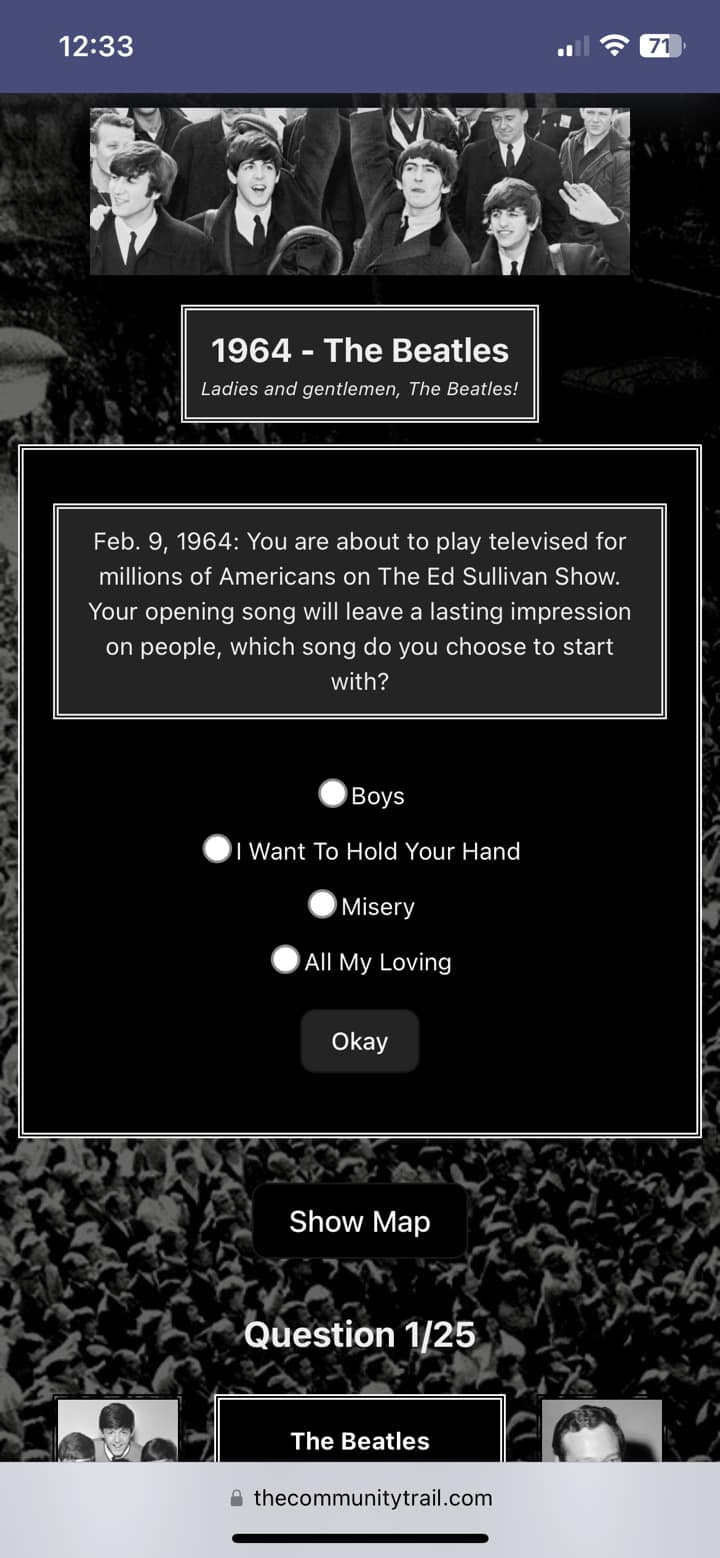 12:33
71
1964 - The Beatles
Ladies and gentlemen, The Beatles!
Feb. 9, 1964: You are about to play televised for
millions of Americans on The Ed Sullivan Show.
Your opening song will leave a lasting impression
on people, which song do you choose to start
with?
Boys
I Want To Hold Your Hand
Misery
All My Loving
Okay
Show Map
Question 1/25
The Beatles
thecommunitytrail.com